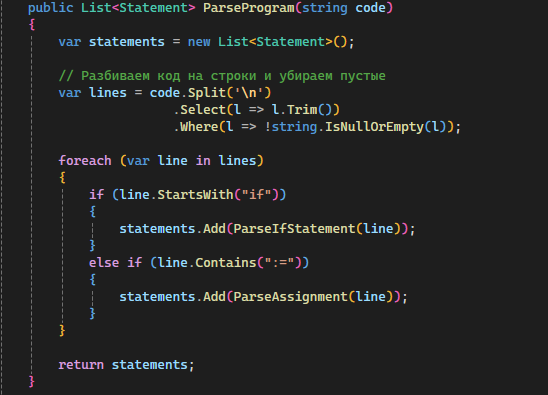 public List<Statement> ParseProgram(string code)
{
var statements = new List<Statement>();
// Разбиваем код на строки и убираем пустые
var lines = code.Split('\n')
.Select(l => l.Trim())
.Where(l => !string.IsNullOrEmpty(l));
foreach (var line in lines)
{
if (line.StartsWith("if"))
{
statements.Add(ParseIfStatement(line));
}
else if (line.Contains(":="))
{
statements.Add(ParseAssignment(line));
}
}
return statements;
}